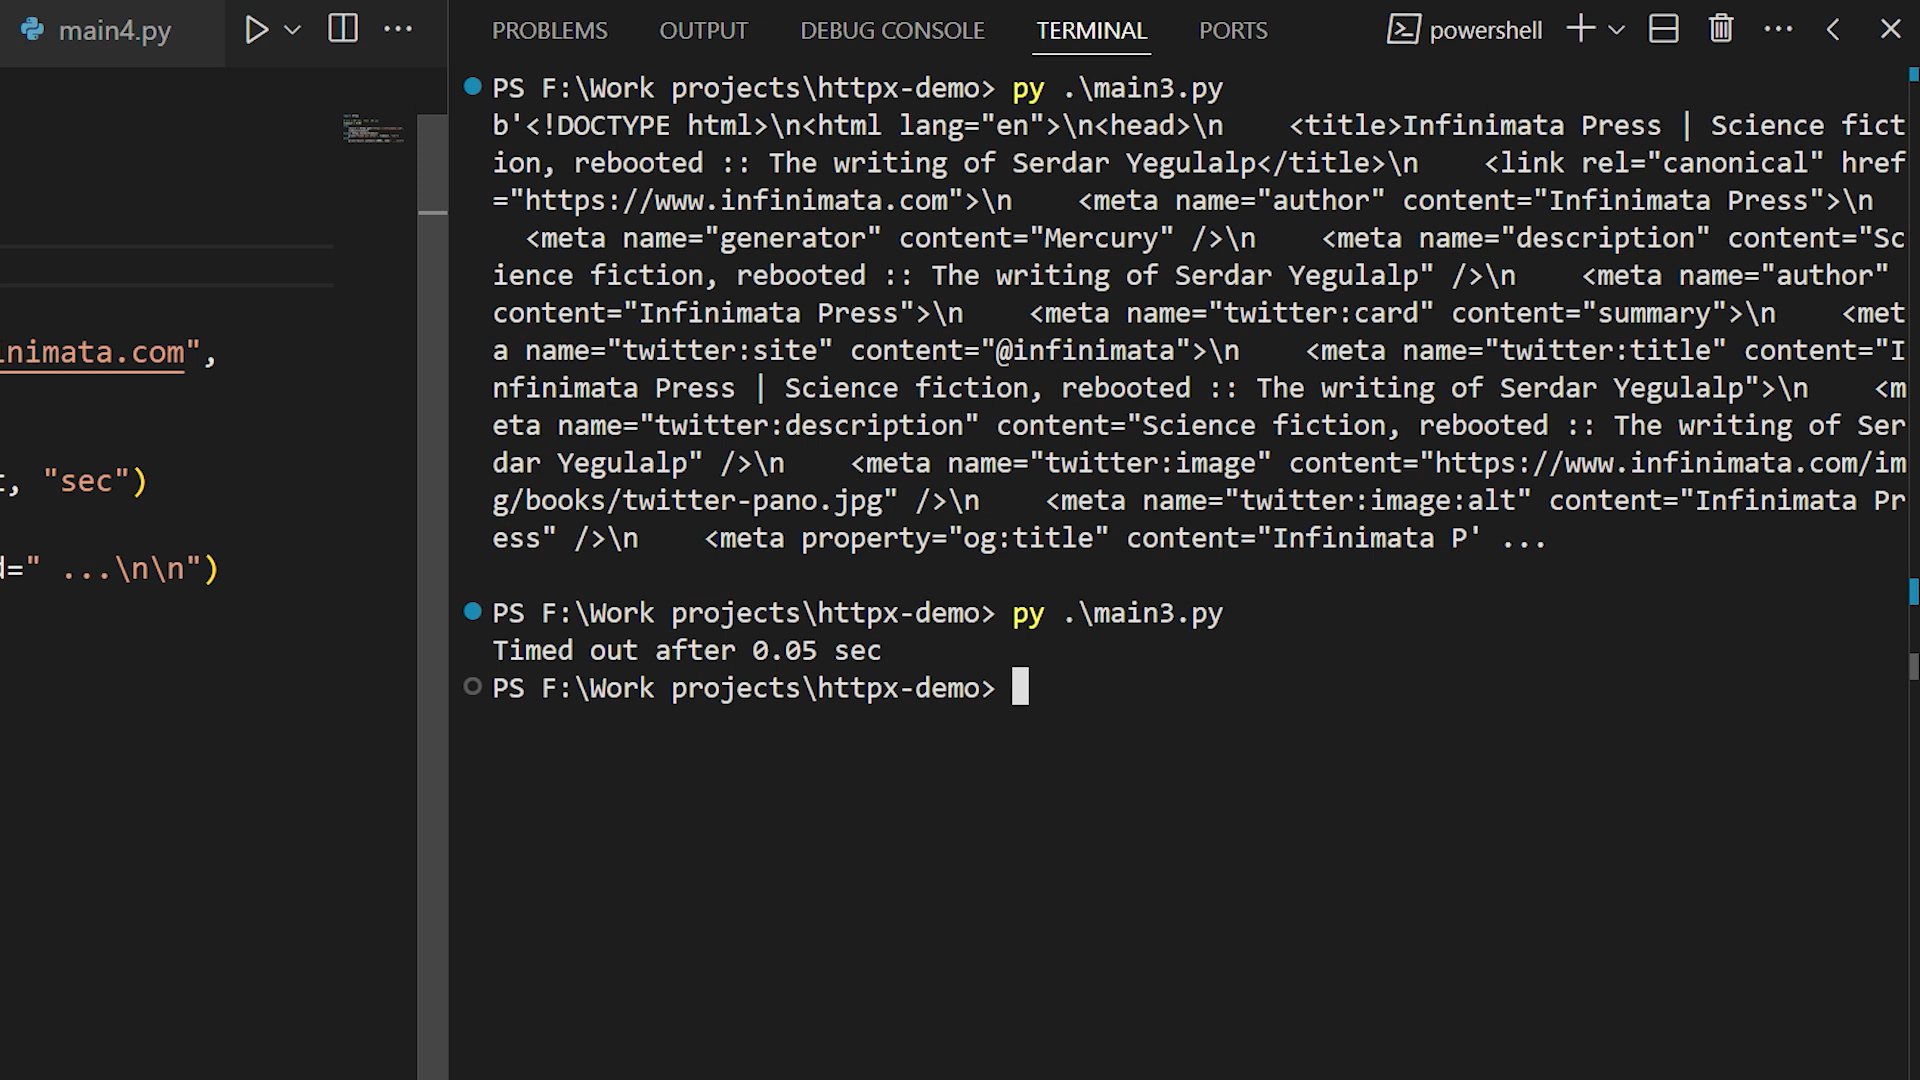 main4.py
PROBLEMS OUTPUT DEBUG CONSOLE TERMINAL PORTS powershell
nimata.com",
, "sec")
=" ...\n\n")
PS F:\Work projects\httpx-demo> py .\main3.py
b'<!DOCTYPE html>\n<html lang="en">\n<head>\n    <title>Infinimata Press | Science fict
ion, rebooted :: The writing of Serdar Yegulalp</title>\n    <link rel="canonical" href
="https://www.infinimata.com">\n    <meta name="author" content="Infinimata Press">\n
  <meta name="generator" content="Mercury" />\n    <meta name="description" content="Sc
ience fiction, rebooted :: The writing of Serdar Yegulalp" />\n    <meta name="author"
content="Infinimata Press">\n    <meta name="twitter:card" content="summary">\n    <met
a name="twitter:site" content="@infinimata">\n    <meta name="twitter:title" content="I
nfinimata Press | Science fiction, rebooted :: The writing of Serdar Yegulalp">\n    <m
eta name="twitter:description" content="Science fiction, rebooted :: The writing of Ser
dar Yegulalp" />\n    <meta name="twitter:image" content="https://www.infinimata.com/im
g/books/twitter-pano.jpg" />\n    <meta name="twitter:image:alt" content="Infinimata Pr
ess" />\n    <meta property="og:title" content="Infinimata P' ...
PS F:\Work projects\httpx-demo> py .\main3.py
Timed out after 0.05 sec
PS F:\Work projects\httpx-demo>